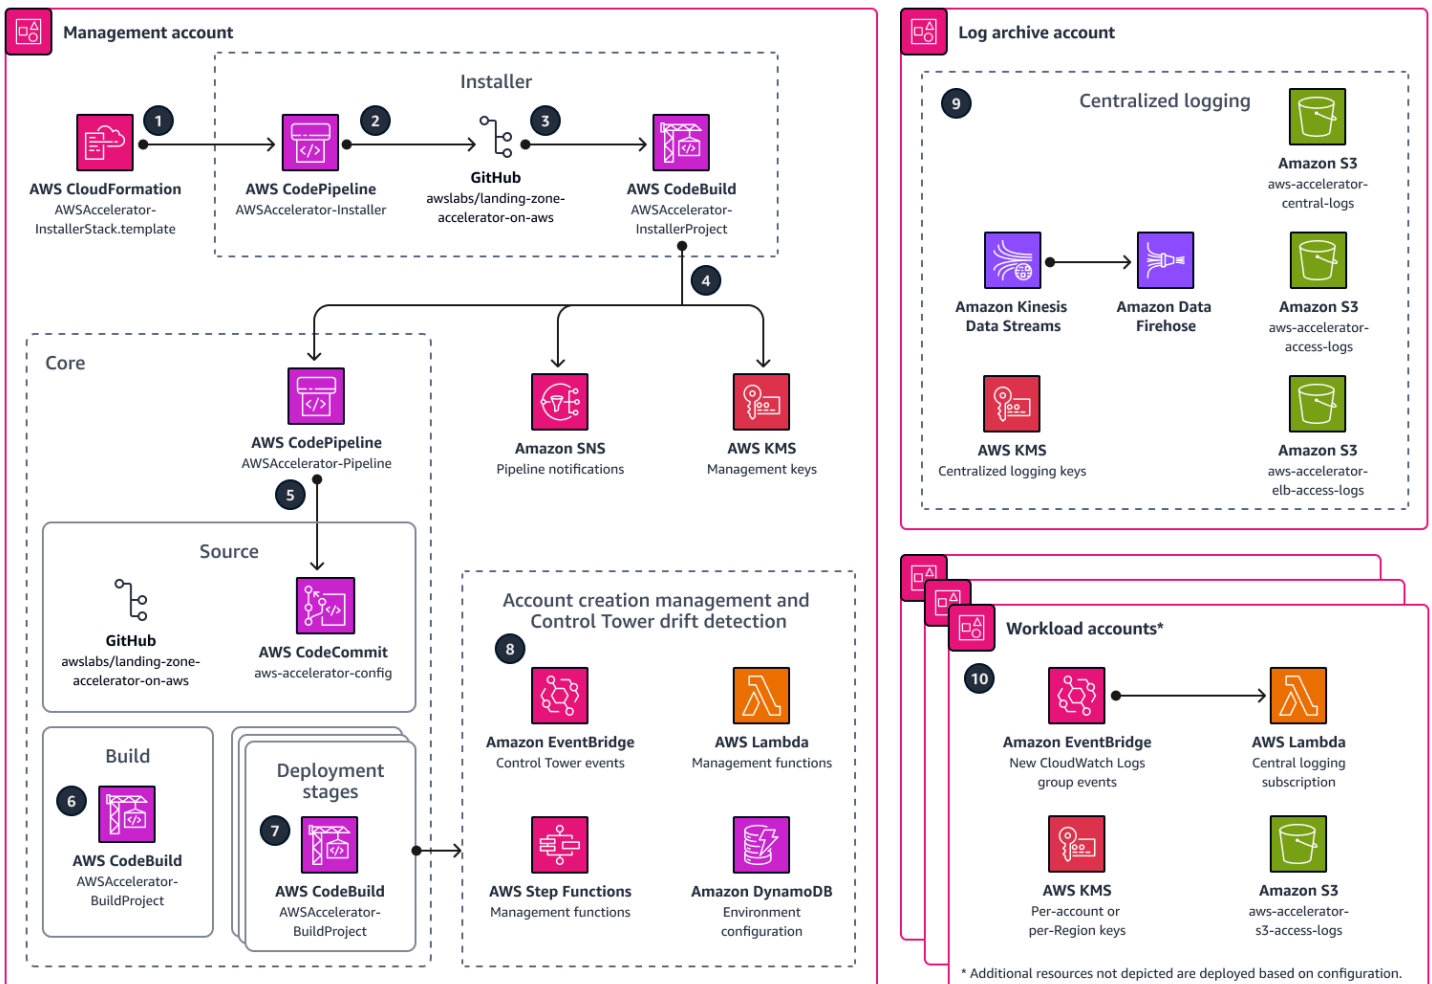 Management account
Installer
1
2
3
AWS CloudFormation
AWSAccelerator-
InstallerStack.template
AWS CodePipeline
AWSAccelerator-Installer
GitHub
awslabs/landing-zone-
accelerator-on-aws
AWS CodeBuild
AWSAccelerator-
InstallerProject
4
Core
AWS CodePipeline
AWSAccelerator-Pipeline
Amazon SNS
Pipeline notifications
AWS KMS
Management keys
5
Source
GitHub
awslabs/landing-zone-
accelerator-on-aws
AWS CodeCommit
aws-accelerator-config
Build
6
AWS CodeBuild
AWSAccelerator-
BuildProject
Deployment
stages
7
AWS CodeBuild
AWSAccelerator-
BuildProject
Account creation management and
Control Tower drift detection
8
Amazon EventBridge
Control Tower events
AWS Lambda
Management functions
AWS Step Functions
Management functions
Amazon DynamoDB
Environment
configuration
Log archive account
9
Centralized logging
Amazon S3
aws-accelerator-
central-logs
Amazon Kinesis
Data Streams
Amazon Data
Firehose
Amazon S3
aws-accelerator-
access-logs
AWS KMS
Centralized logging keys
Amazon S3
aws-accelerator-
elb-access-logs
Workload accounts*
10
Amazon EventBridge
New CloudWatch Logs
group events
AWS Lambda
Central logging
subscription
AWS KMS
Per-account or
per-Region keys
Amazon S3
aws-accelerator-
s3-access-logs
* Additional resources not depicted are deployed based on configuration.